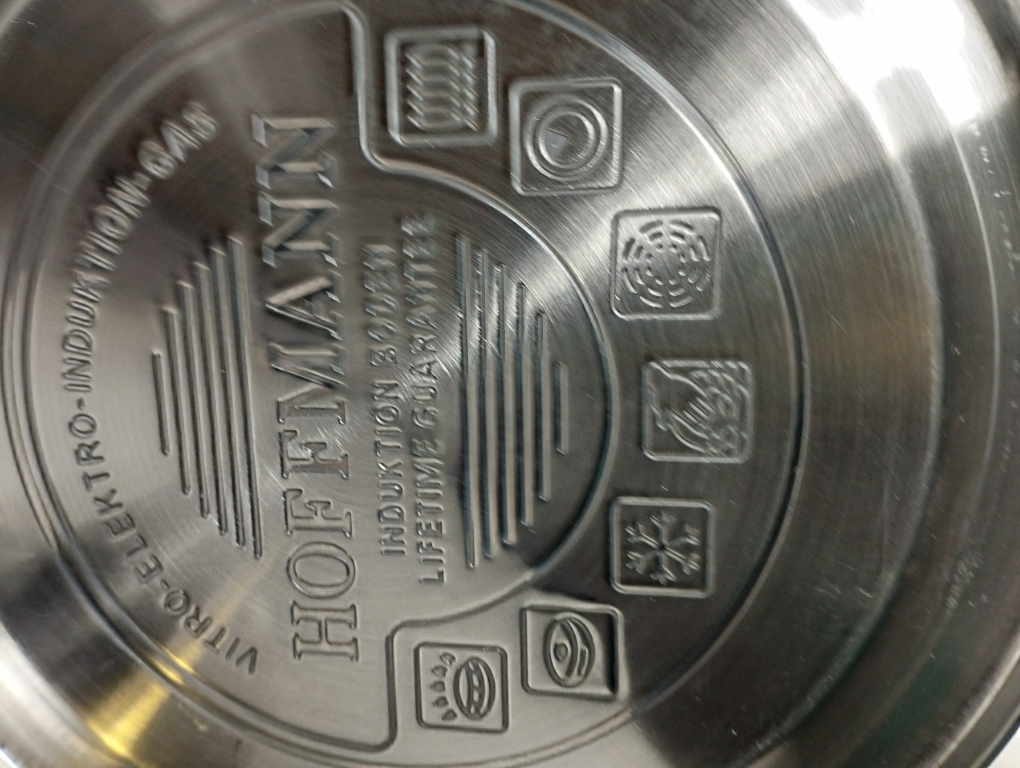 VITRO-ELEKTRO-INDUKTION-GAS
HOFFMANN
INDUKTION BODEN
LIFETIME GUARANTEE